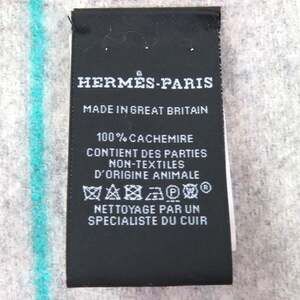 HERMÈS-PARIS
MADE IN GREAT BRITAIN
100% CACHEMIRE
CONTIENT DES PARTIES
NON-TEXTILES
D'ORIGINE ANIMALE
P ®
NETTOYAGE PAR UN
SPECIALISTE DU CUIR